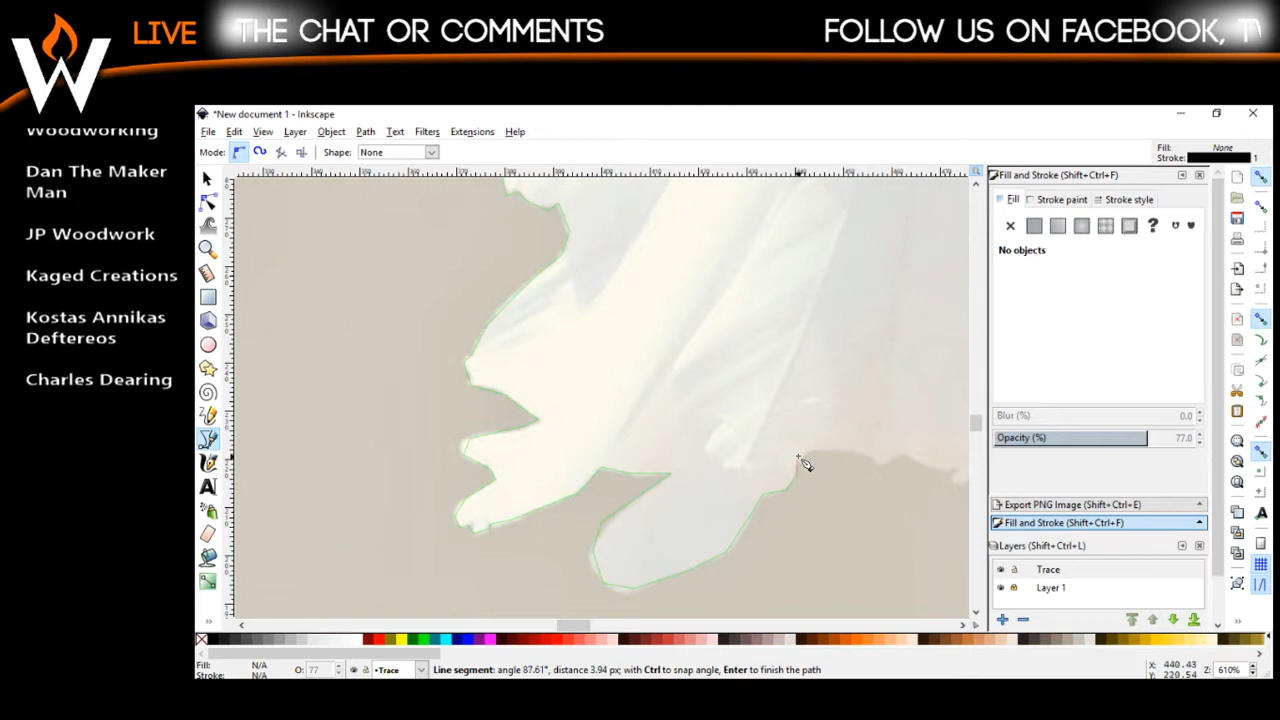 LIVE
THE CHAT OR COMMENTS
FOLLOW US ON FACEBOOK,
W
Woodworking
Dan The Maker
Man
JP Woodwork
Kaged Creations
Kostas Annikas
Deftereos
Charles Dearing
*New document 1 - Inkscape
File Edit View Layer Object Path Text Filters Extensions Help
Mode: Shape: None
Fill: None
Stroke: 1
Fill and Stroke (Shift+Ctrl+F)
Fill Stroke paint Stroke style
No objects
Blur (%) 0.0
Opacity (%) 77.0
Export PNG Image (Shift+Ctrl+E)
Fill and Stroke (Shift+Ctrl+F)
Layers (Shift+Ctrl+L)
Trace
Layer 1
Fill: N/A
Stroke: N/A
O: 77
•Trace
Line segment: angle 87.61°, distance 3.94 px; with Ctrl to snap angle, Enter to finish the path
X: 440.43
Y: 220.54
Z: 610%